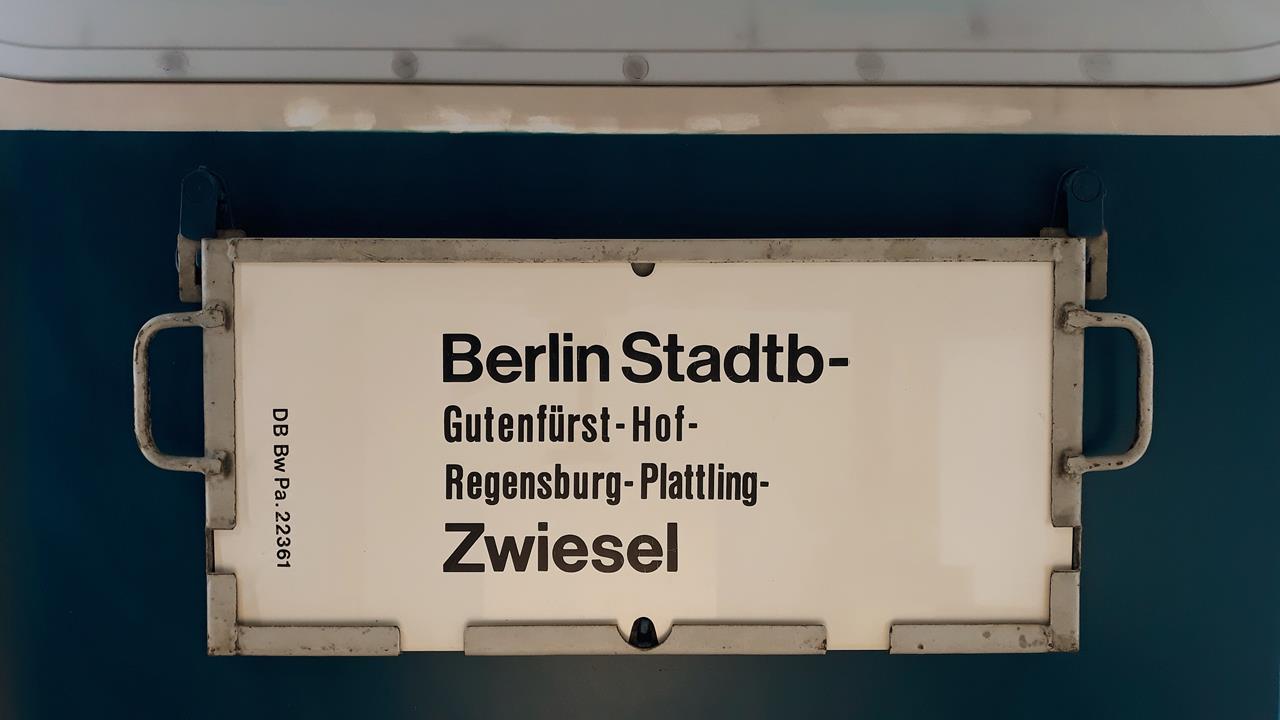 Berlin Stadtb-
Gutenfürst-Hof-
Regensburg-Plattling-
Zwiesel
DB Bw Pa. 22361